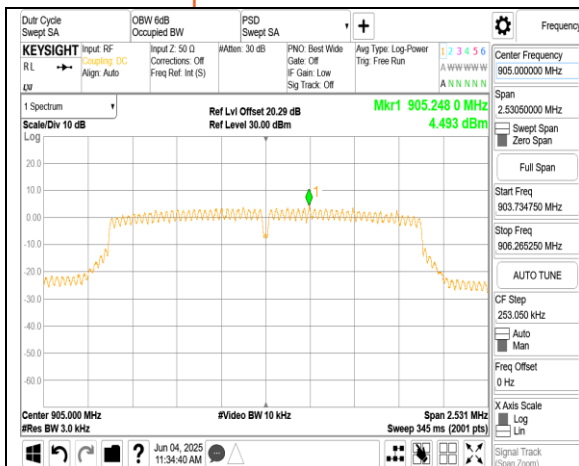 Dutr Cycle
Swept SA
OBW 6dB
Occupied BW
PSD
Swept SA
Frequency
KEYSIGHT
RL
Input: RF
Coupling: DC
Align: Auto
Input Z: 50 Ω
Corrections: Off
Freq Ref: Int (S)
#Atten: 30 dB
PNO: Best Wide
Gate: Off
IF Gain: Low
Sig Track: Off
Avg Type: Log-Power
Trig: Free Run
1 2 3 4 5 6
A W W W W W
A N N N N N
1 Spectrum
Scale/Div 10 dB
Log
Ref Lvl Offset 20.29 dB
Ref Level 30.00 dBm
Mkr1 905.248 0 MHz
4.493 dBm
1
20.0
10.0
0.00
-10.0
-20.0
-30.0
-40.0
-50.0
-60.0
Center 905.000 MHz
#Res BW 3.0 kHz
#Video BW 10 kHz
Span 2.531 MHz
Sweep 345 ms (2001 pts)
Jun 04, 2025
11:34:40 AM
Center Frequency
905.000000 MHz
Span
2.53050000 MHz
Swept Span
Zero Span
Full Span
Start Freq
903.734750 MHz
Stop Freq
906.265250 MHz
AUTO TUNE
CF Step
253.050 kHz
Auto
Man
Freq Offset
0 Hz
X Axis Scale
Log
Lin
Signal Track
(Span Zoom)